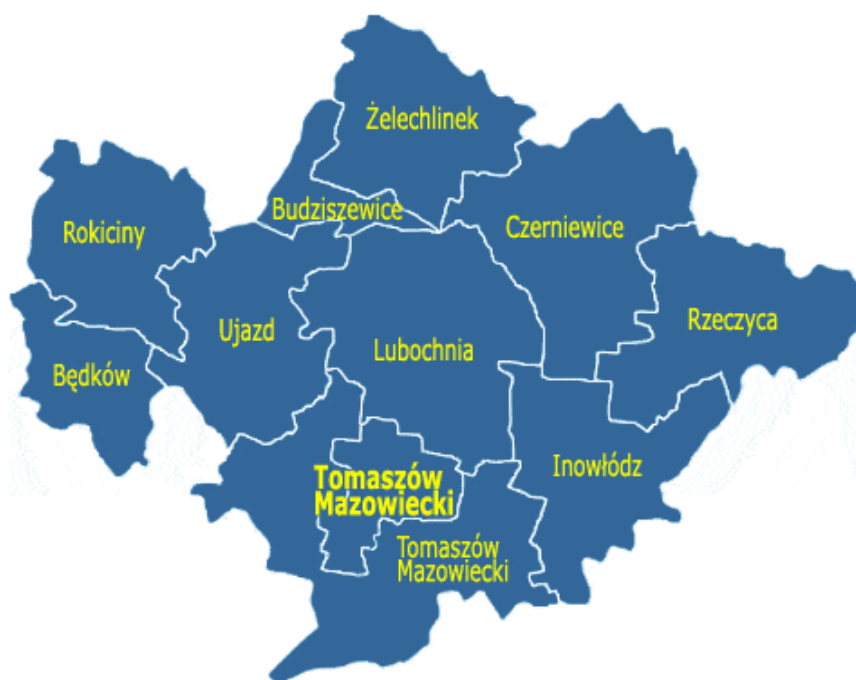 Żelechlinek
Budziszewice
Rokiciny
Czerniewice
Ujazd
Lubochnia
Rzeczyca
Będków
Inowłódz
Tomaszów
Mazowiecki
Tomaszów
Mazowiecki